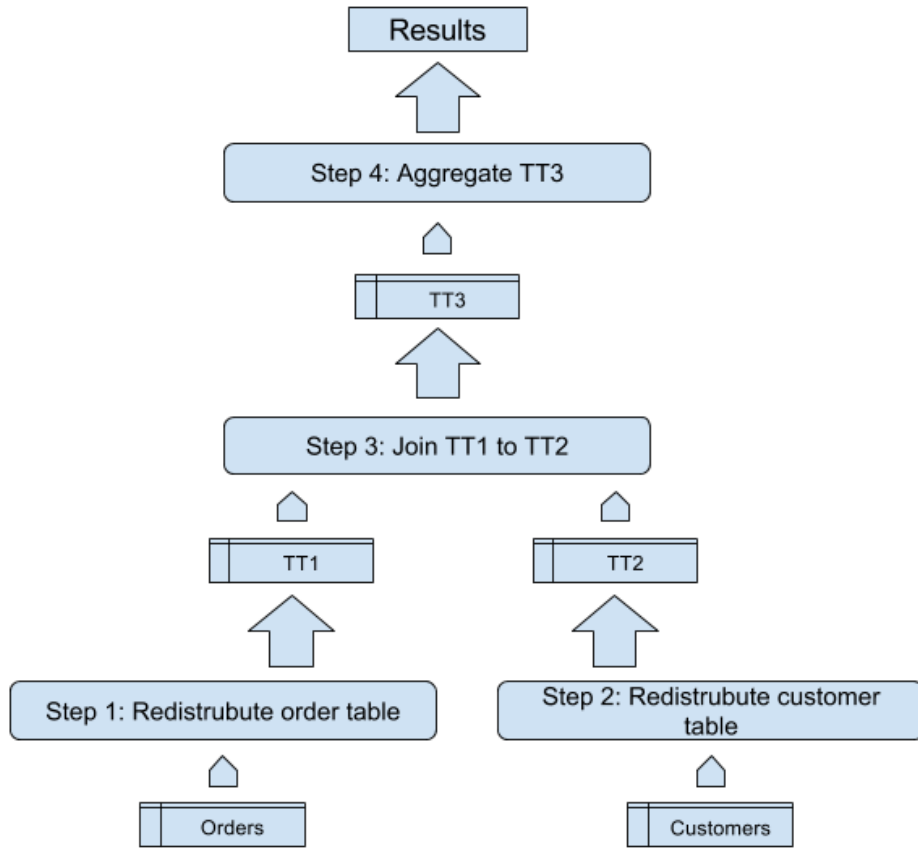 Results
Step 4: Aggregate TT3
TT3
Step 3: Join TT1 to TT2
TT1
TT2
Step 1: Redistrubute order table
Step 2: Redistrubute customer
table
Orders
Customers